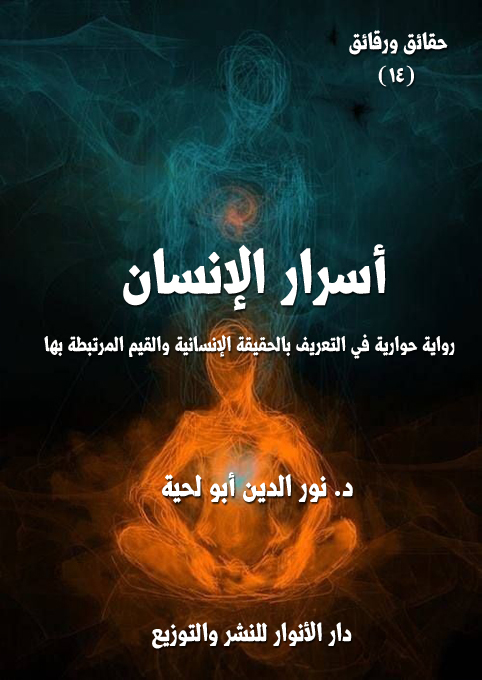 حقائق ورقائق
(١٤)
أسرار الإنسان
رواية حوارية في التعريف بالحقيقة الإنسانية والقيم المرتبطة بها
د. نور الدين أبو لحية
دار الأنوار للنشر والتوزيع